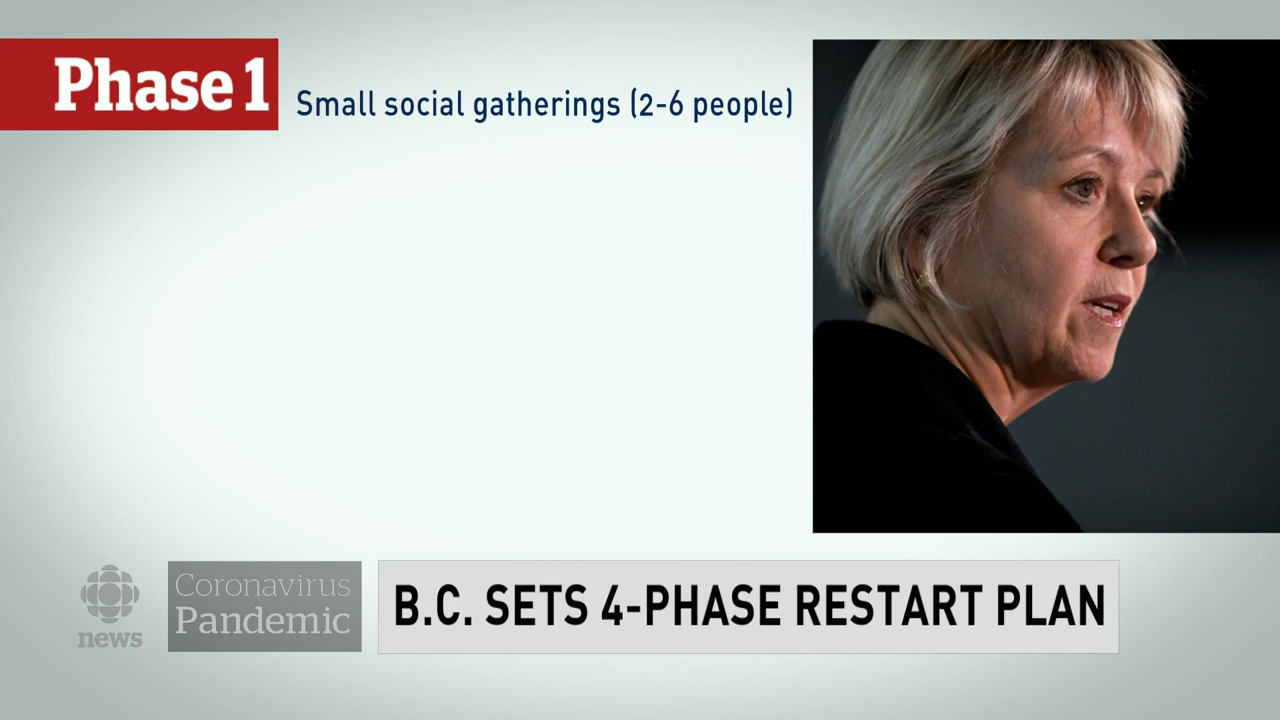 Phase 1
Small social gatherings (2-6 people)
news
Coronavirus
Pandemic
B.C. SETS 4-PHASE RESTART PLAN